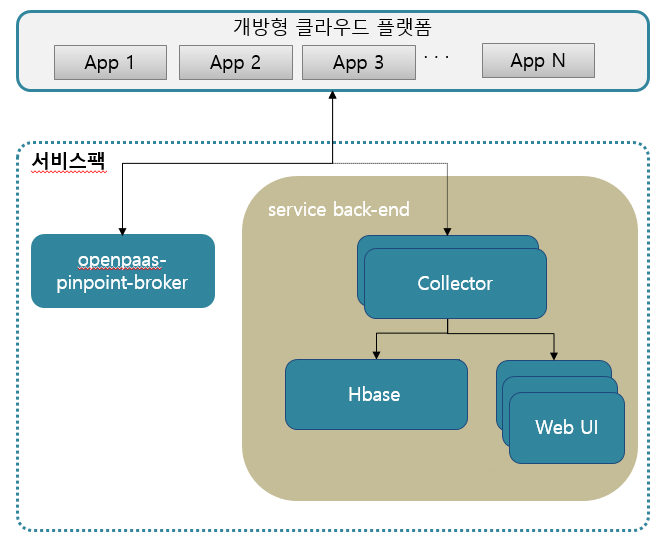 개방형 클라우드 플랫폼
App 1
App 2
App 3
· · ·
App N
서비스팩
service back-end
openpaas-
pinpoint-broker
Collector
Hbase
Web UI